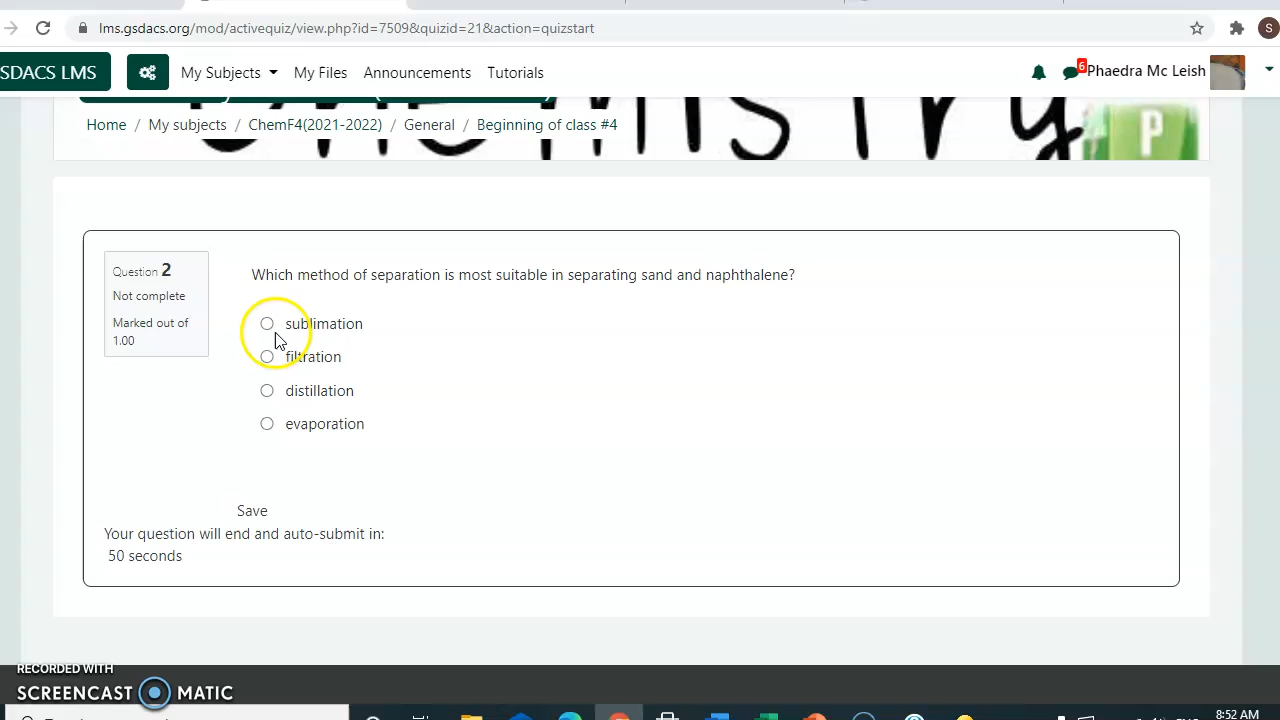 lms.gsdacs.org/mod/activequiz/view.php?id=7509&quizid=21&action=quizstart
S
SDACS LMS
My Subjects
My Files
Announcements
Tutorials
6
Phaedra Mc Leish
Chemistry
P
Home / My subjects / ChemF4(2021-2022) / General / Beginning of class #4
Question 2
Not complete
Marked out of
1.00
Which method of separation is most suitable in separating sand and naphthalene?
sublimation
filtration
distillation
evaporation
Save
Your question will end and auto-submit in:
50 seconds
RECORDED WITH
SCREENCAST MATIC
8:52 AM